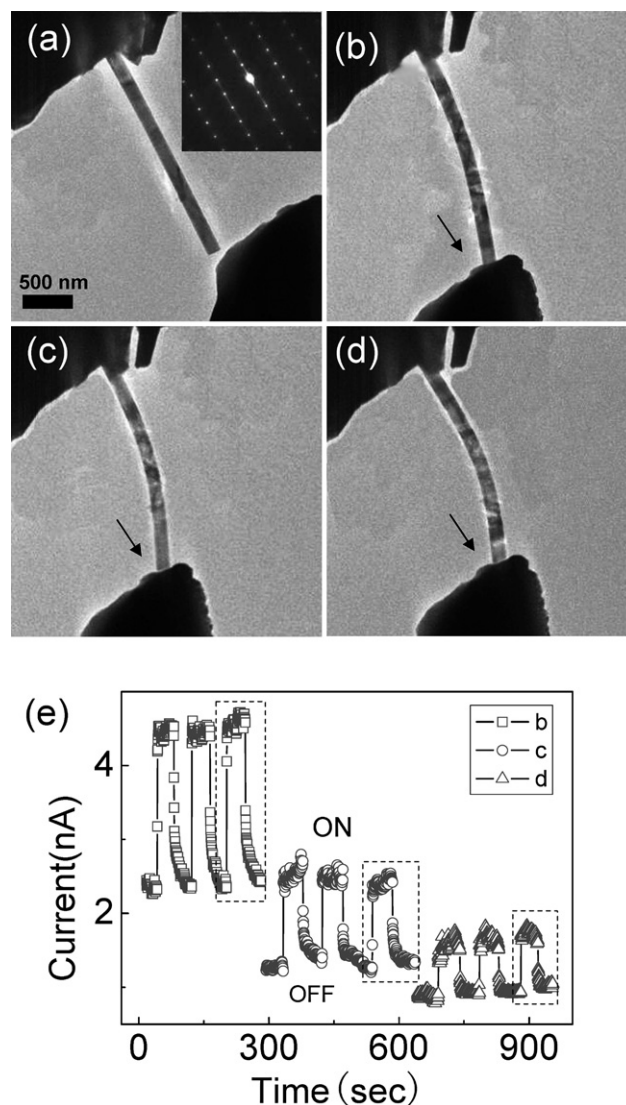 (a)
(b)
500 nm
(c)
(d)
(e)
b
c
d
ON
OFF
4
2
Current(nA)
0
300
600
900
Time (sec)